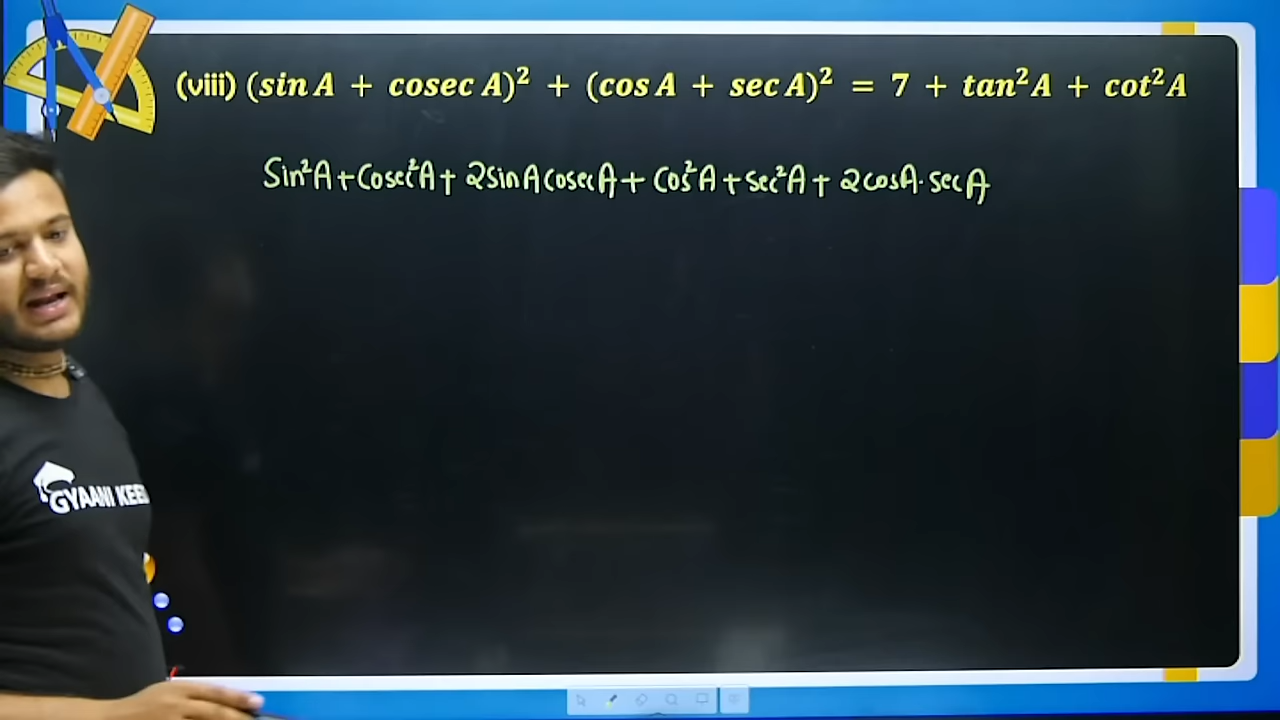 (viii) (sin A + cosec A)² + (cos A + sec A)² = 7 + tan²A + cot²A
Sin²A + Cosec²A + 2sinA cosecA + Cos²A + sec²A + 2cosA · secA
GYAANI KEE